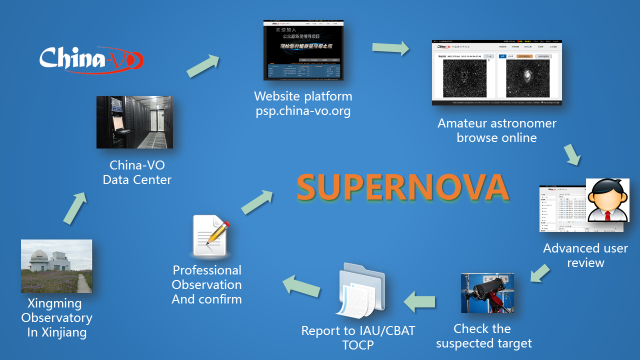 China-VO
Website platform
psp.china-vo.org
Amateur astronomer
browse online
China-VO
Data Center
SUPERNOVA
Advanced user
review
Professional
Observation
And confirm
Xingming
Observatory
In Xinjiang
Report to IAU/CBAT
TOCP
Check the
suspected target